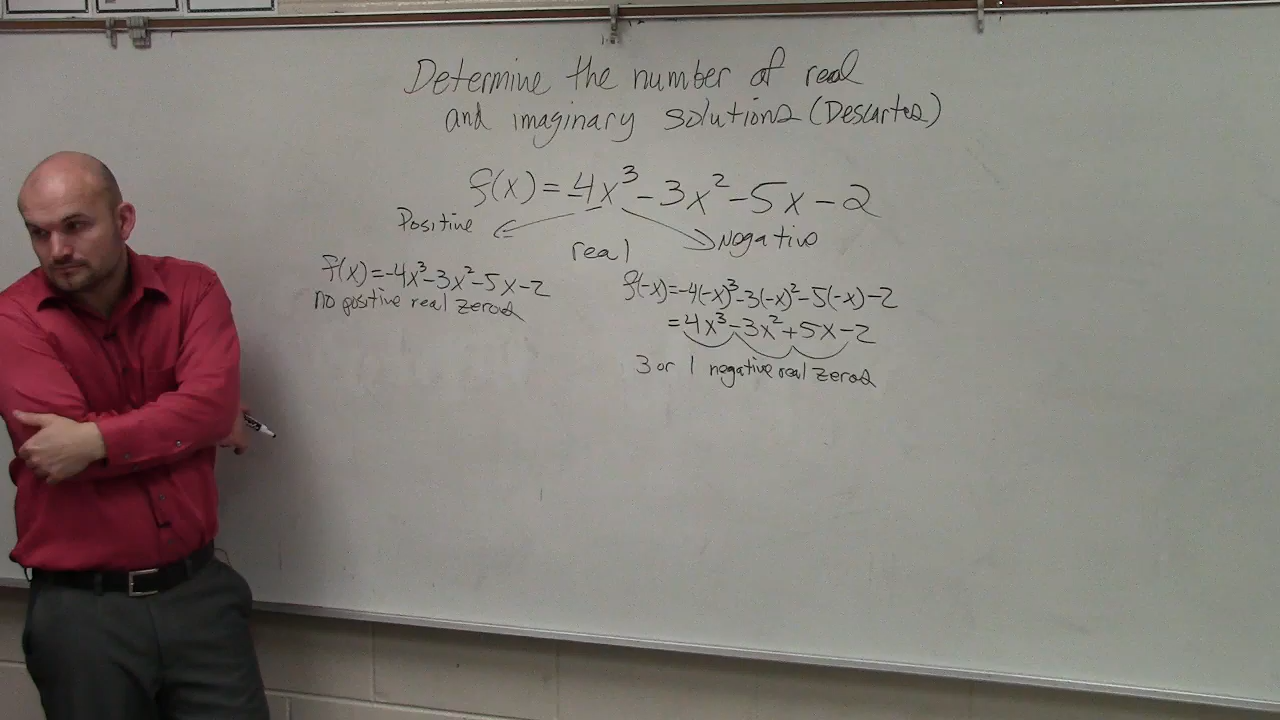 Determine the number of real
and imaginary solutions (Descartes)
f(x) = -4x³ - 3x² - 5x - 2
Positive
real
Negative
f(x) = -4x³ - 3x² - 5x - 2
no positive real zeros
f(-x) = -4(-x)³ - 3(-x)² - 5(-x) - 2
= 4x³ - 3x² + 5x - 2
3 or 1 negative real zeros